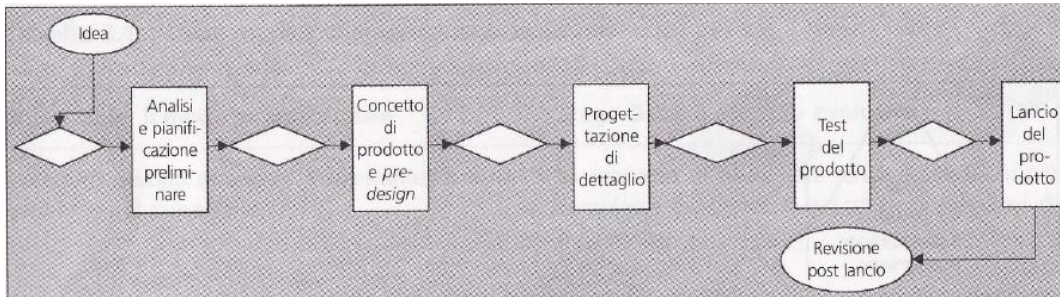 Idea
Analisi
e pianifi-
cazione
prelimi-
nare
Concetto
di
prodotto
e pre-
design
Proget-
tazione
di
dettaglio
Test
del
prodotto
Lancio
del
pro-
dotto
Revisione
post lancio